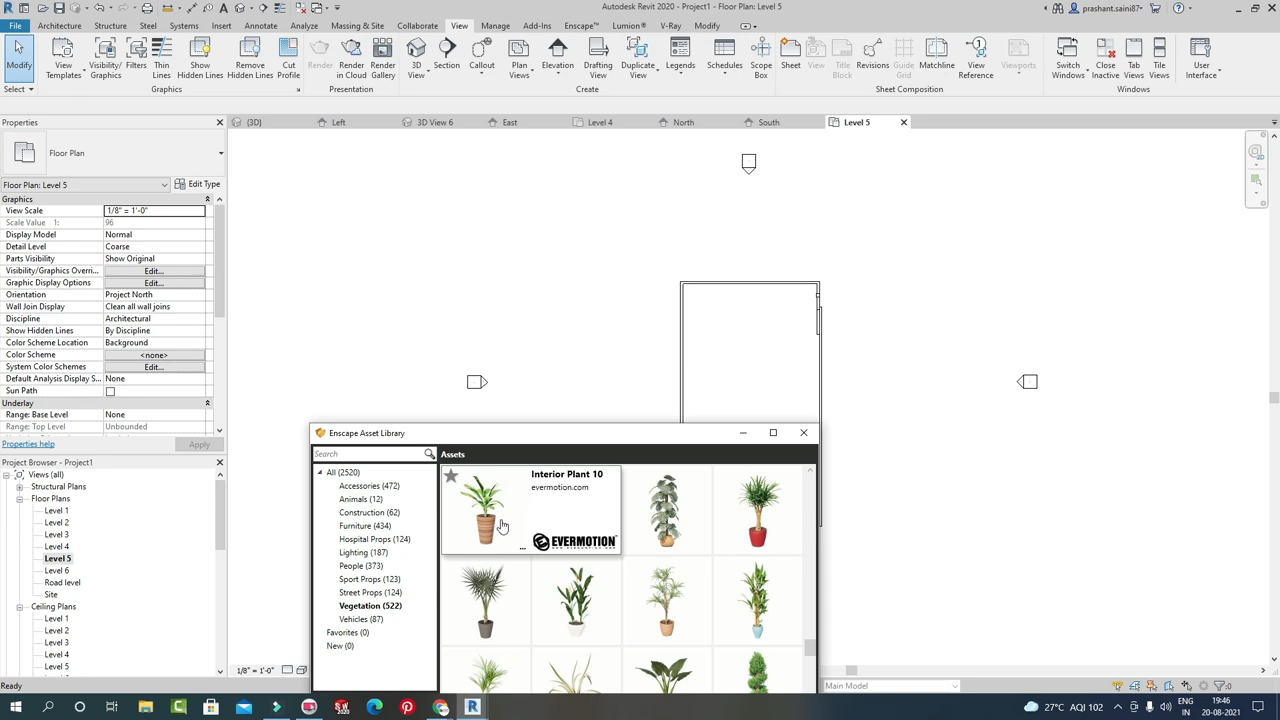 Autodesk Revit 2020 - Project1 - Floor Plan: Level 5
prashant.saini87
File
Architecture
Structure
Steel
Systems
Insert
Annotate
Analyze
Massing & Site
Collaborate
View
Manage
Add-Ins
Enscape™
Lumion®
V-Ray
Modify
Modify
View Templates
Visibility/ Graphics
Filters
Thin Lines
Show Hidden Lines
Remove Hidden Lines
Cut Profile
Render
Render in Cloud
Render Gallery
3D View
Section
Callout
Plan Views
Elevation
Drafting View
Duplicate View
Legends
Schedules
Scope Box
Sheet
View
Title Block
Revisions
Guide Grid
Matchline
View Reference
Viewports
Switch Windows
Close Inactive
Tab Views
Tile Views
User Interface
Select
Graphics
Presentation
Create
Sheet Composition
Windows
Properties
{3D}
Left
3D View 6
East
Level 4
North
South
Level 5
Floor Plan
Floor Plan: Level 5
Edit Type
Graphics
View Scale 1/8" = 1'-0"
Scale Value 1: 96
Display Model Normal
Detail Level Coarse
Parts Visibility Show Original
Visibility/Graphics Overri... Edit...
Graphic Display Options Edit...
Orientation Project North
Wall Join Display Clean all wall joins
Discipline Architectural
Show Hidden Lines By Discipline
Color Scheme Location Background
Color Scheme <none>
System Color Schemes Edit...
Default Analysis Display S... None
Sun Path
Underlay
Range: Base Level None
Range: Top Level Unbounded
Properties help
Apply
Project Browser - Project1
Views (all)
Structural Plans
Floor Plans
Level 1
Level 2
Level 3
Level 4
Level 5
Level 6
Road level
Site
Ceiling Plans
Level 1
Level 2
Level 3
Level 4
Level 5
Enscape Asset Library
Search
Assets
All (2520)
Accessories (472)
Animals (12)
Construction (62)
Furniture (434)
Hospital Props (124)
Lighting (187)
People (373)
Sport Props (123)
Street Props (124)
Vegetation (522)
Vehicles (87)
Favorites (0)
New (0)
Interior Plant 10
evermotion.com
...
EVERMOTION
1/8" = 1'-0"
Ready
Main Model
:0
27°C AQI 102
ENG
IN
19:46
20-08-2021